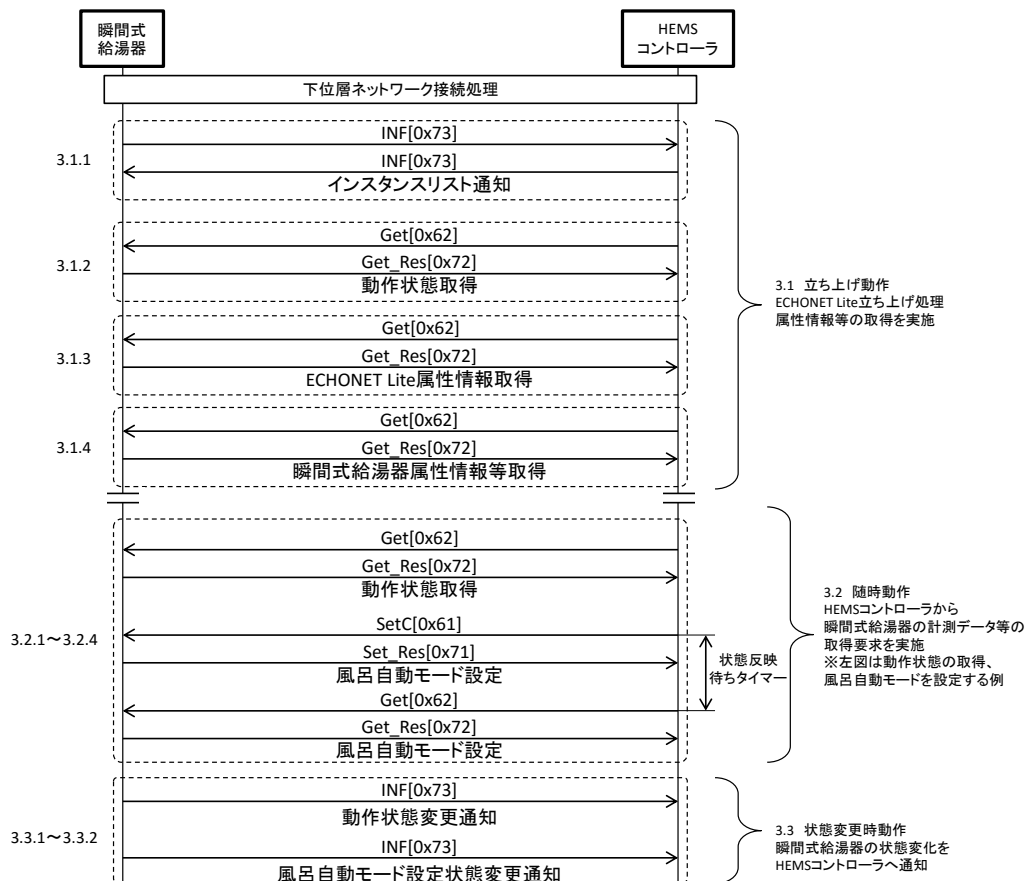 瞬間式
給湯器
HEMS
コントローラ
下位層ネットワーク接続処理
3.1.1
INF[0x73]
INF[0x73]
インスタンスリスト通知
3.1.2
Get[0x62]
Get_Res[0x72]
動作状態取得
3.1.3
Get[0x62]
Get_Res[0x72]
ECHONET Lite属性情報取得
3.1.4
Get[0x62]
Get_Res[0x72]
瞬間式給湯器属性情報等取得
3.1 立ち上げ動作
ECHONET Lite立ち上げ処理
属性情報等の取得を実施
3.2.1～3.2.4
Get[0x62]
Get_Res[0x72]
動作状態取得
SetC[0x61]
Set_Res[0x71]
風呂自動モード設定
Get[0x62]
Get_Res[0x72]
風呂自動モード設定
状態反映
待ちタイマー
3.2 随時動作
HEMSコントローラから
瞬間式給湯器の計測データ等の
取得要求を実施
※左図は動作状態の取得、
風呂自動モードを設定する例
3.3.1～3.3.2
INF[0x73]
動作状態変更通知
INF[0x73]
風呂自動モード設定状態変更通知
3.3 状態変更時動作
瞬間式給湯器の状態変化を
HEMSコントローラへ通知